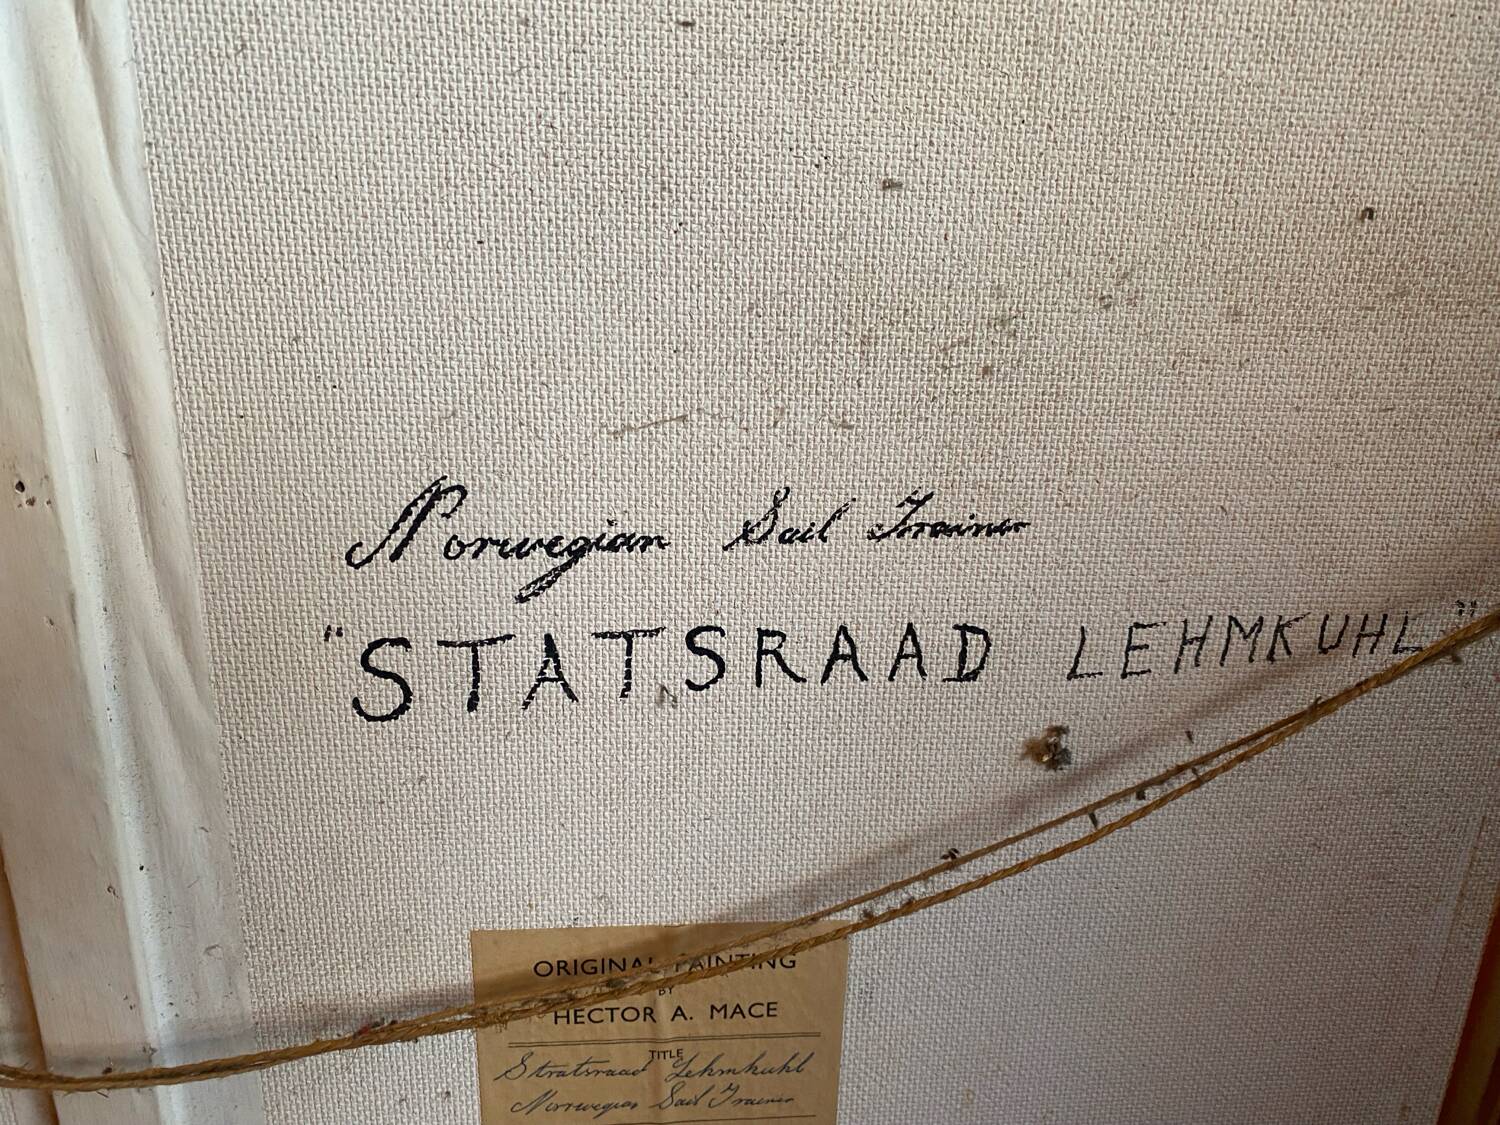 Norwegian Sail Trainer
"STATSRAAD LEHMKUHL"
ORIGINAL PAINTING
BY
HECTOR A. MACE
TITLE
Stratsraad Lehmkuhl
Norwegian Sail Trainer